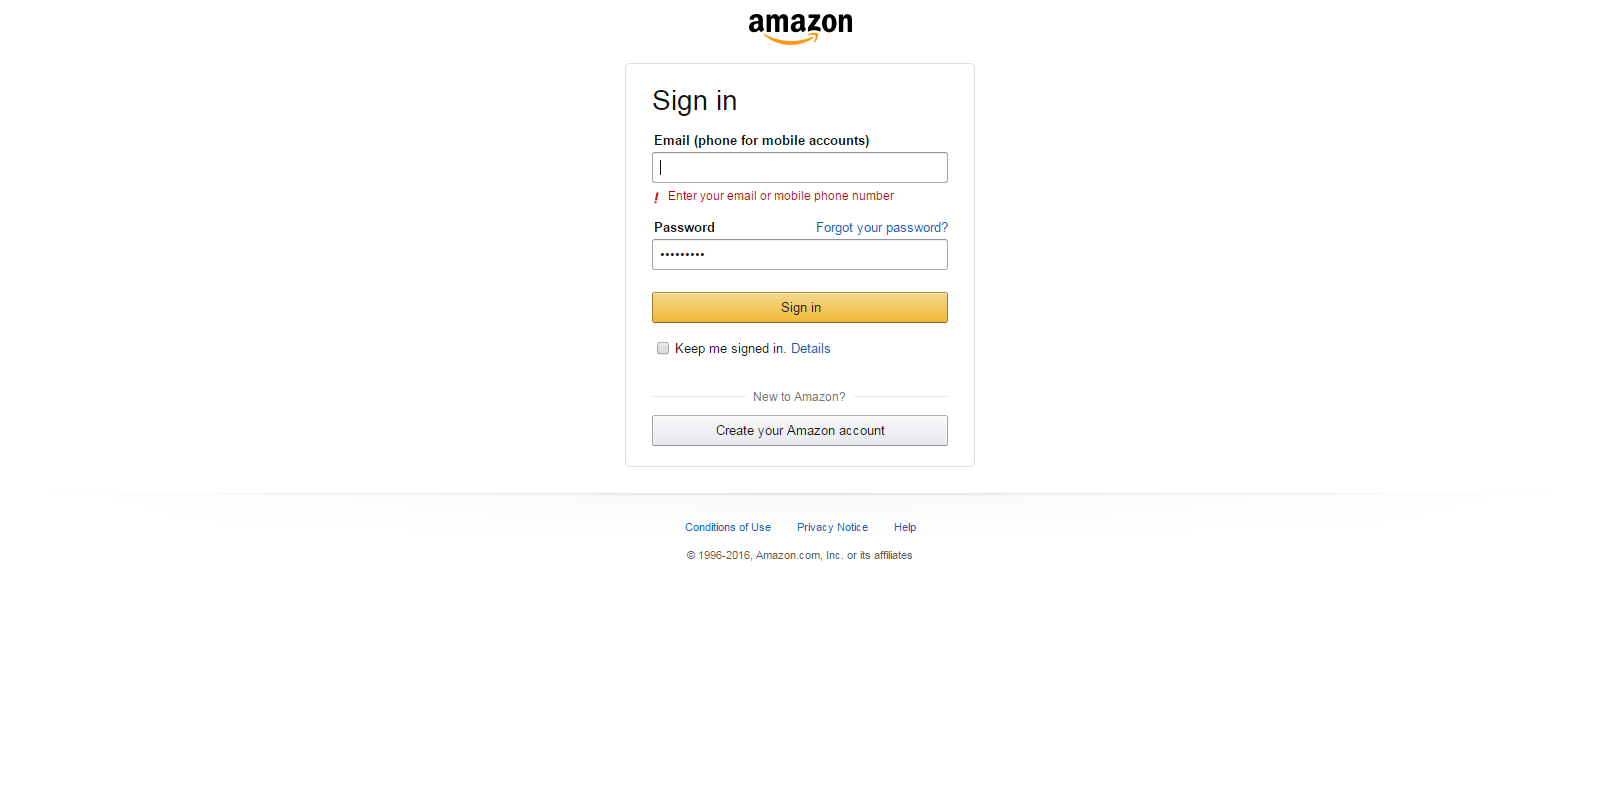 amazon
Sign in
Email (phone for mobile accounts)
! Enter your email or mobile phone number
Password Forgot your password?
•••••••••
Sign in
Keep me signed in. Details
New to Amazon?
Create your Amazon account
Conditions of Use Privacy Notice Help
© 1996-2016, Amazon.com, Inc. or its affiliates